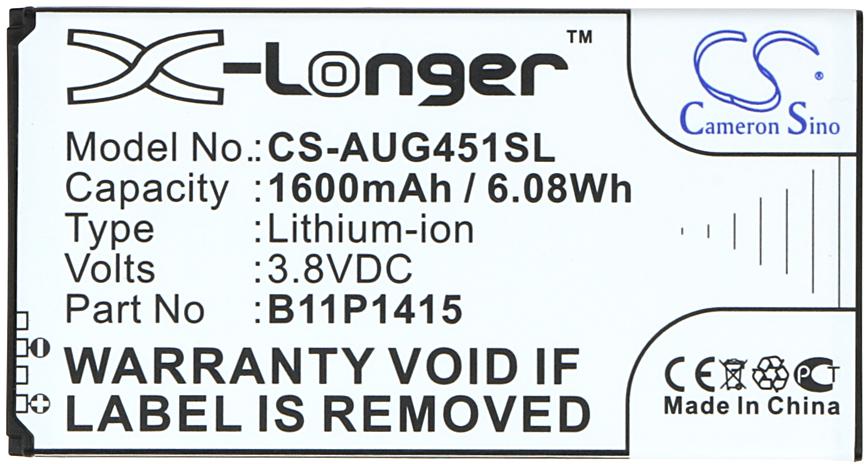 X-Longer™
CS Cameron Sino ®
Model No.: CS-AUG451SL
Capacity : 1600mAh / 6.08Wh
Type : Lithium-ion
Volts : 3.8VDC
Part No : B11P1415
WARRANTY VOID IF
LABEL IS REMOVED
CE PCT
Made in China